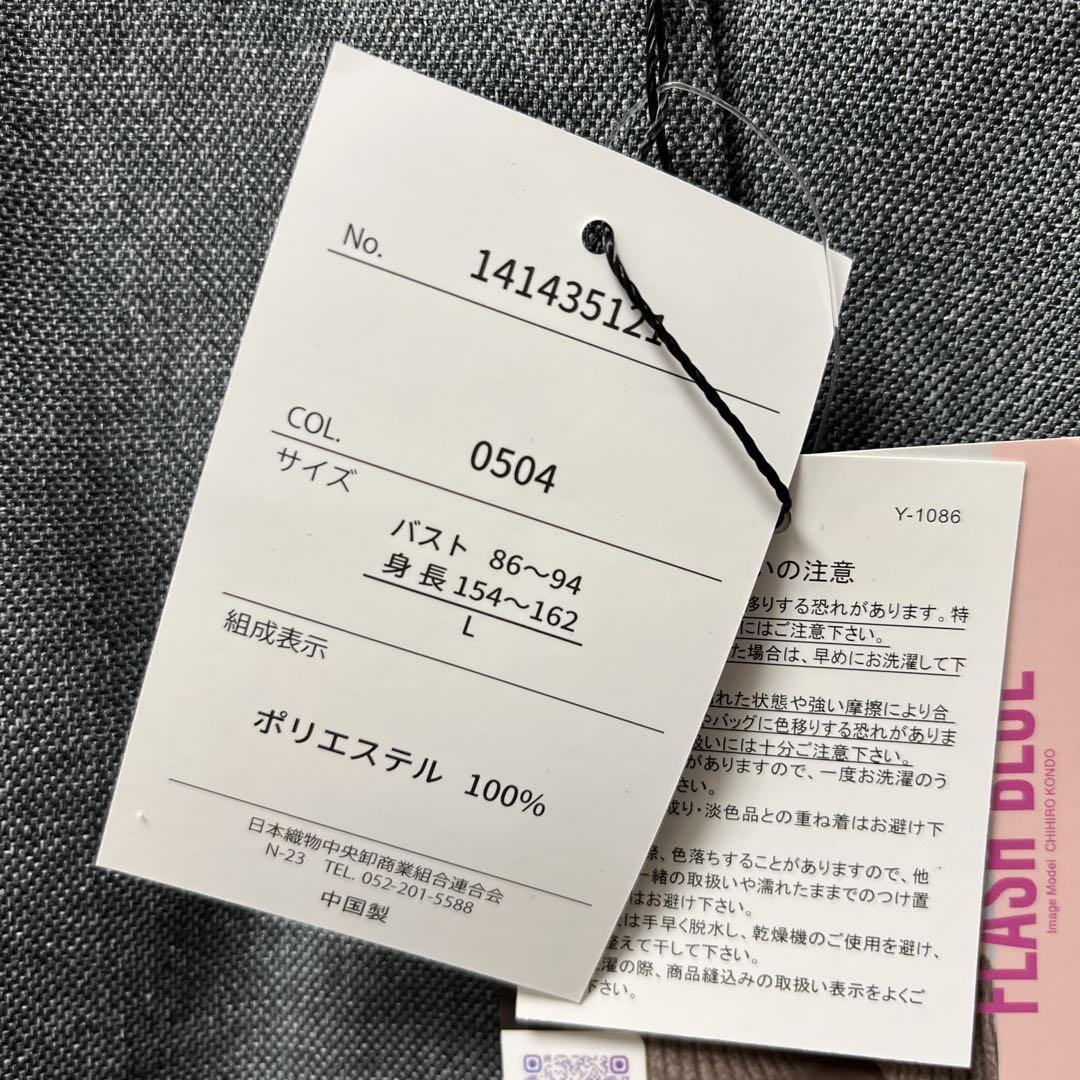 No.
141435121
COL.
0504
サイズ
バスト 86～94
身長 154～162
L
組成表示
ポリエステル 100%
日本織物中央卸商業組合連合会
N-23 TEL. 052-201-5588
中国製
Y-1086
いの注意
移りする恐れがあります。特
にはご注意下さい。
た場合は、早めにお洗濯して下
れた状態や強い摩擦により合
やバッグに色移りする恐れがありま
扱いには十分ご注意下さい。
がありますので、一度お洗濯のう
さい。
成り・淡色品との重ね着はお避け下
際、色落ちすることがありますので、他
一緒の取扱いや濡れたままでのつけ置
はお避け下さい。
は手早く脱水し、乾燥機のご使用を避け、
整えて干して下さい。
濯の際、商品縫込みの取扱い表示をよくご
下さい。
FLASH BLUE
Image Model CHIHIRO KONDO